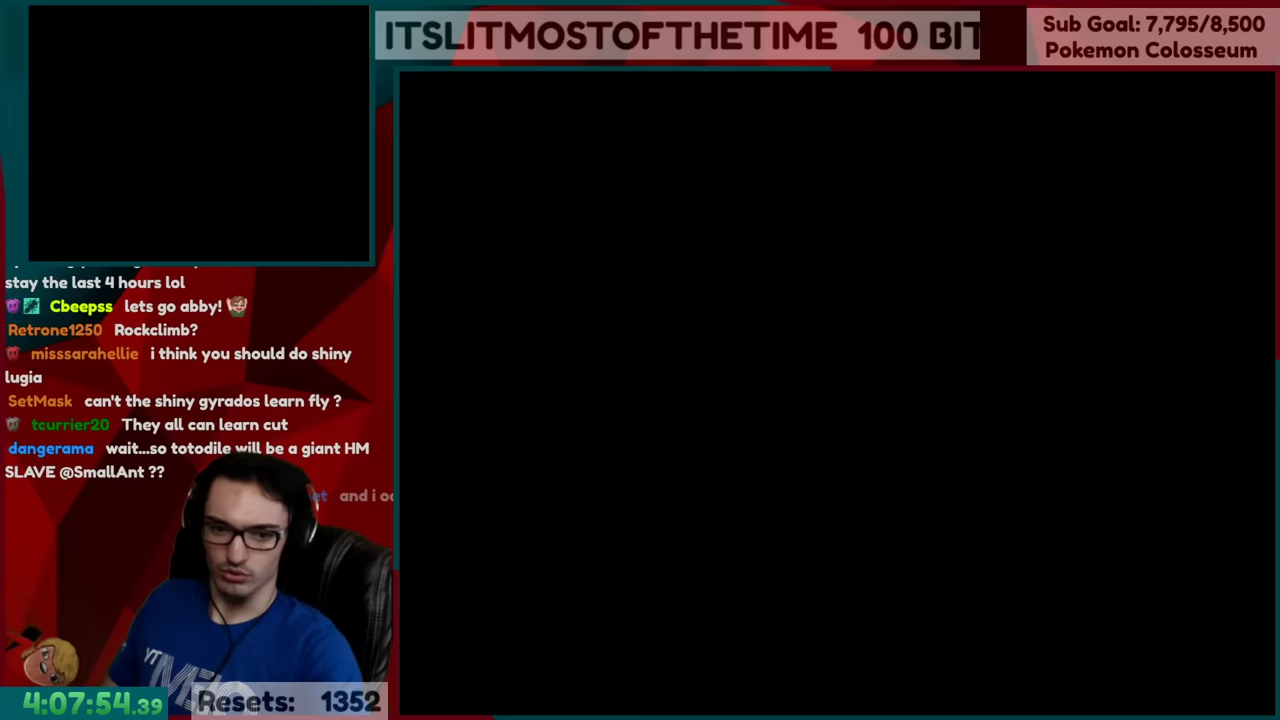 ITSLITMOSTOFTHETIME 100 BIT
Sub Goal: 7,795/8,500
Pokemon Colosseum
stay the last 4 hours lol
Cbeepss lets go abby!
Retrone1250 Rockclimb?
misssarahellie i think you should do shiny
lugia
SetMask can't the shiny gyrados learn fly ?
tcurrier20 They all can learn cut
dangerama wait...so totodile will be a giant HM
SLAVE @SmallAnt ??
et and i
YT
4:07:54.39
Resets: 1352